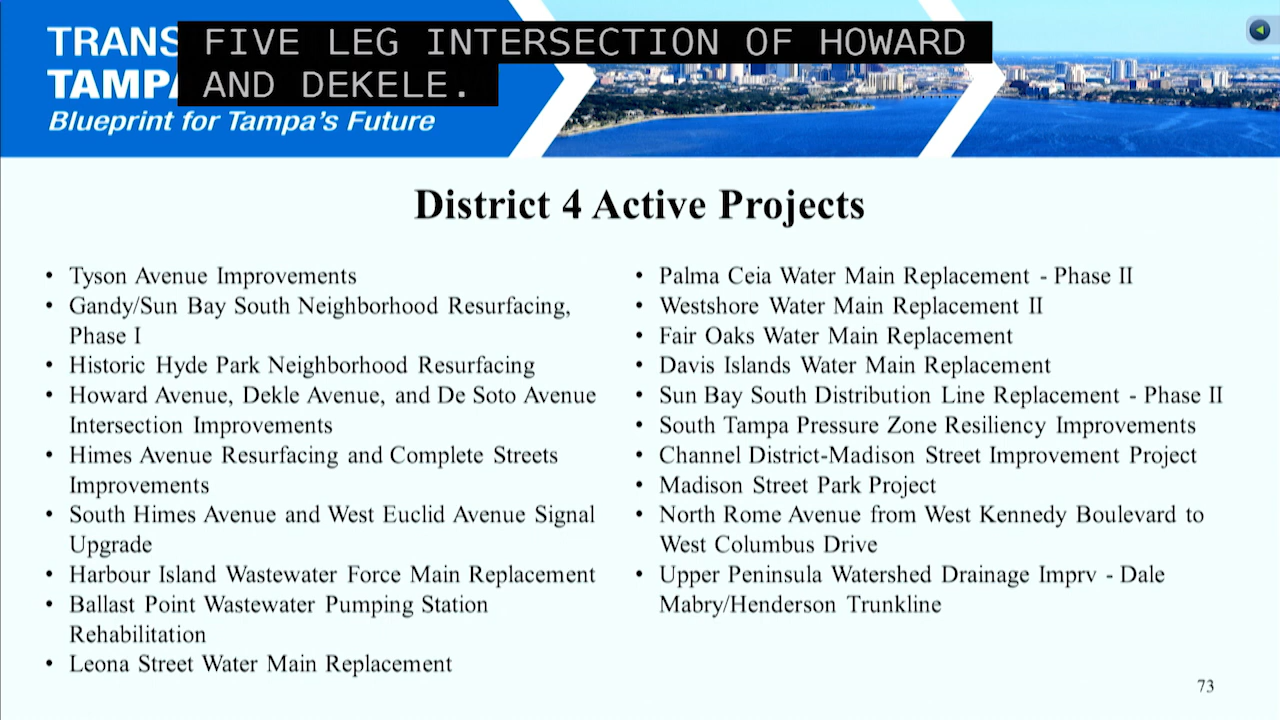 TRANS
TAMPA
FIVE LEG INTERSECTION OF HOWARD
AND DEKELE.
Blueprint for Tampa's Future
District 4 Active Projects
• Tyson Avenue Improvements
• Gandy/Sun Bay South Neighborhood Resurfacing,
Phase I
• Historic Hyde Park Neighborhood Resurfacing
• Howard Avenue, Dekle Avenue, and De Soto Avenue
Intersection Improvements
• Himes Avenue Resurfacing and Complete Streets
Improvements
• South Himes Avenue and West Euclid Avenue Signal
Upgrade
• Harbour Island Wastewater Force Main Replacement
• Ballast Point Wastewater Pumping Station
Rehabilitation
• Leona Street Water Main Replacement
• Palma Ceia Water Main Replacement - Phase II
• Westshore Water Main Replacement II
• Fair Oaks Water Main Replacement
• Davis Islands Water Main Replacement
• Sun Bay South Distribution Line Replacement - Phase II
• South Tampa Pressure Zone Resiliency Improvements
• Channel District-Madison Street Improvement Project
• Madison Street Park Project
• North Rome Avenue from West Kennedy Boulevard to
West Columbus Drive
• Upper Peninsula Watershed Drainage Imprv - Dale
Mabry/Henderson Trunkline
73